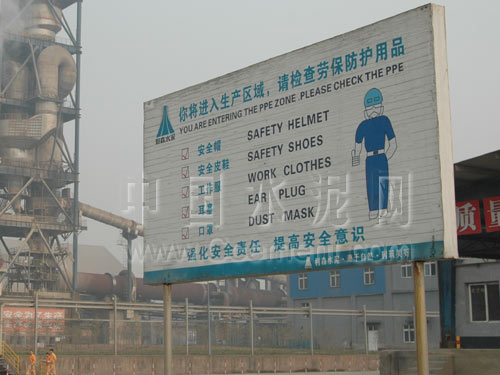 你将进入生产区域，请检查劳保防护用品
YOU ARE ENTERING THE PPE ZONE .PLEASE CHECK THE PPE
安全帽 SAFETY HELMET
安全皮鞋 SAFETY SHOES
工作服 WORK CLOTHES
耳塞 EAR PLUG
口罩 DUST MASK
强化安全责任 提高安全意识
中国水泥网
质量